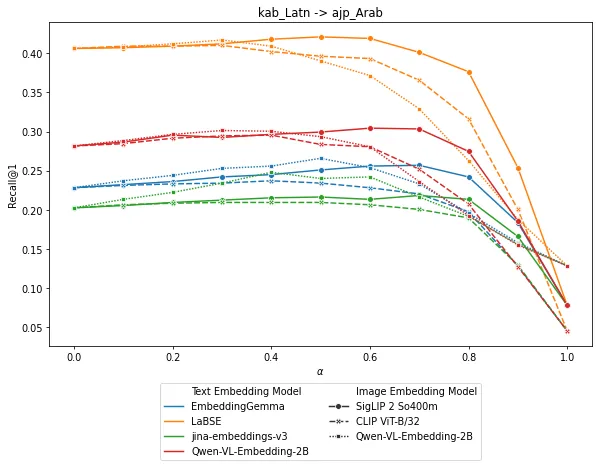 kab_Latn -> ajp_Arab
Recall@1
0.40
0.35
0.30
0.25
0.20
0.15
0.10
0.05
0.0 0.2 0.4 0.6 0.8 1.0
α
Text Embedding Model
EmbeddingGemma
LaBSE
jina-embeddings-v3
Qwen-VL-Embedding-2B
Image Embedding Model
SigLIP 2 So400m
CLIP ViT-B/32
Qwen-VL-Embedding-2B